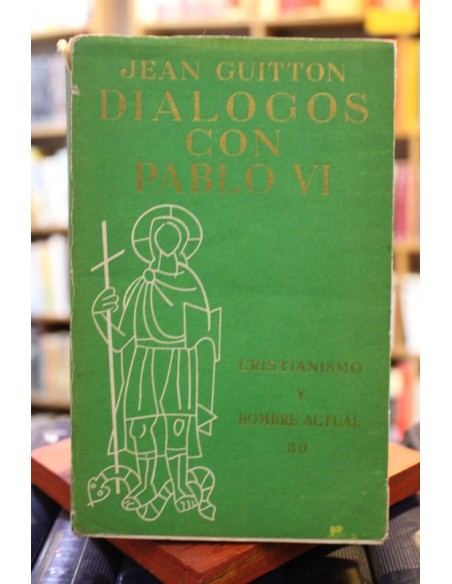 JEAN GUITTON
DIALOGOS
CON
PABLO VI
CRISTIANISMO
Y
HOMBRE ACTUAL
80